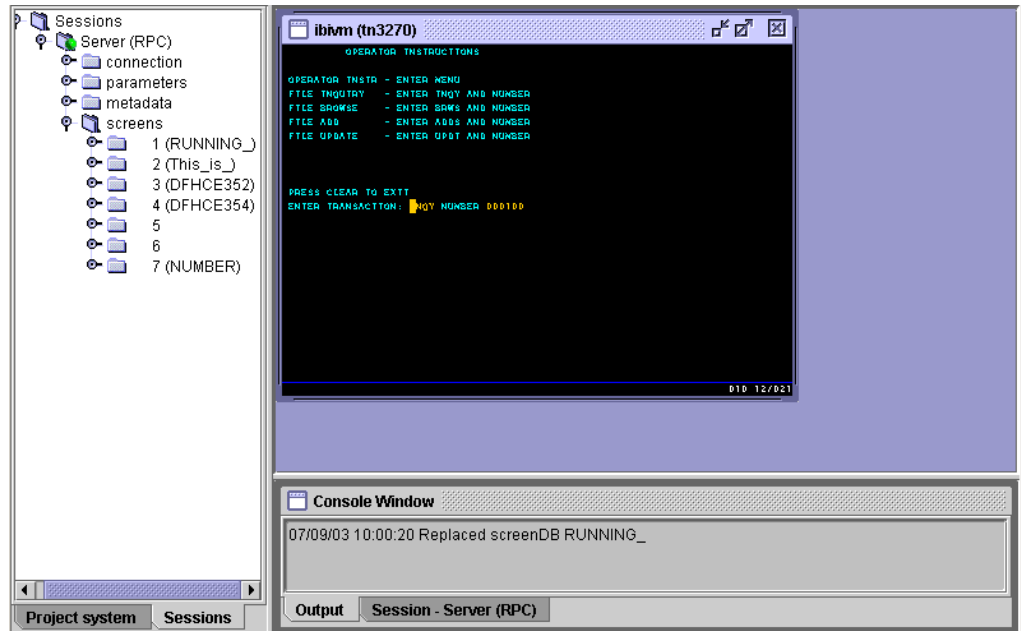 Sessions
Server (RPC)
connection
parameters
metadata
screens
1 (RUNNING_)
2 (This_is_)
3 (DFHCE352)
4 (DFHCE354)
5
6
7 (NUMBER)
Project system
Sessions
ibivm (tn3270)
OPERATOR INSTRUCTIONS
OPERATOR INSTR - ENTER MENU
FILE INQUIRY - ENTER INQY AND NUMBER
FILE BROWSE - ENTER BRWS AND NUMBER
FILE ADD - ENTER ADDS AND NUMBER
FILE UPDATE - ENTER UPDT AND NUMBER
PRESS CLEAR TO EXIT
ENTER TRANSACTION: NQY NUMBER 000100
010 12/021
Console Window
07/09/03 10:00:20 Replaced screenDB RUNNING_
Output
Session - Server (RPC)